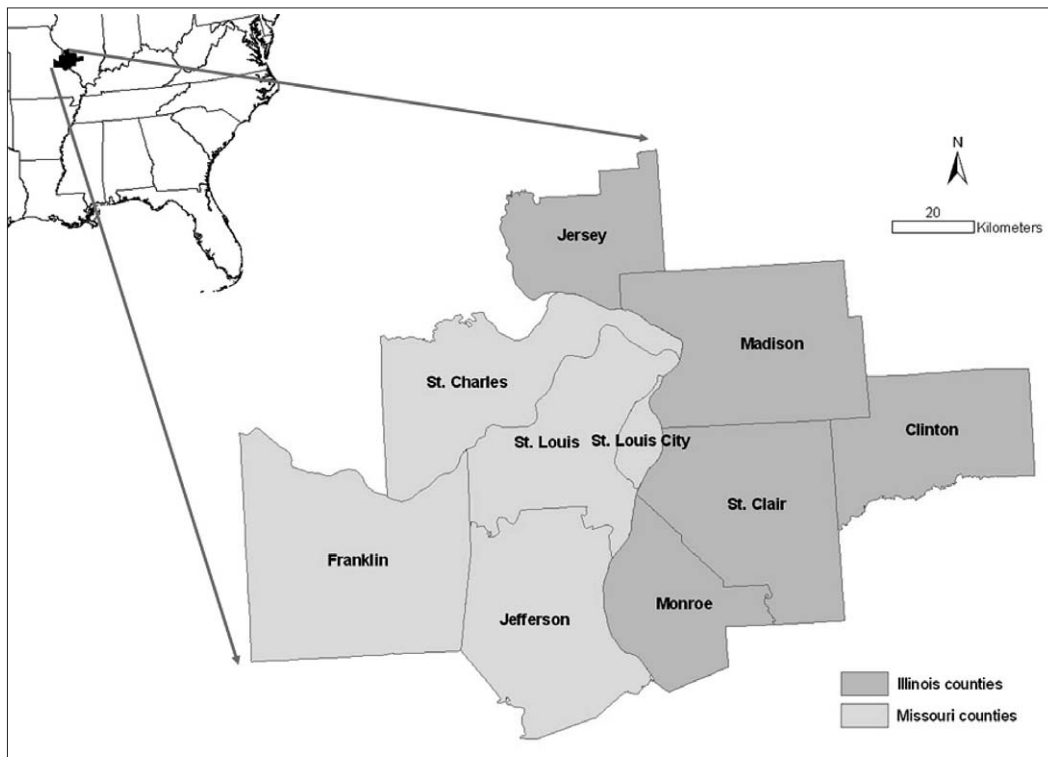 N
20
Kilometers
Jersey
Madison
St. Charles
Clinton
St. Louis
St. Louis City
St. Clair
Franklin
Monroe
Jefferson
Illinois counties
Missouri counties